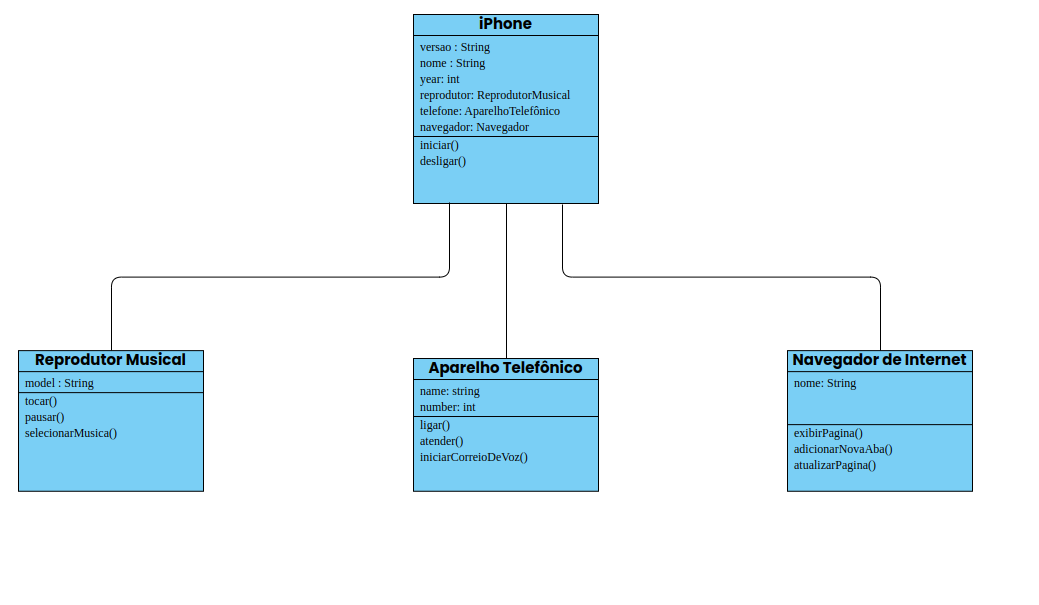 iPhone
versao : String
nome : String
year: int
reprodutor: ReprodutorMusical
telefone: AparelhoTelefônico
navegador: Navegador
iniciar()
desligar()
Reprodutor Musical
model : String
tocar()
pausar()
selecionarMusica()
Aparelho Telefônico
name: string
number: int
ligar()
atender()
iniciarCorreioDeVoz()
Navegador de Internet
nome: String
exibirPagina()
adicionarNovaAba()
atualizarPagina()